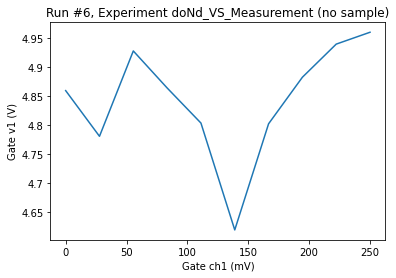 Run #6, Experiment doNd_VS_Measurement (no sample)
4.95
4.9
4.85
4.8
4.75
4.7
4.65
Gate v1 (V)
0 50 100 150 200 250
Gate ch1 (mV)